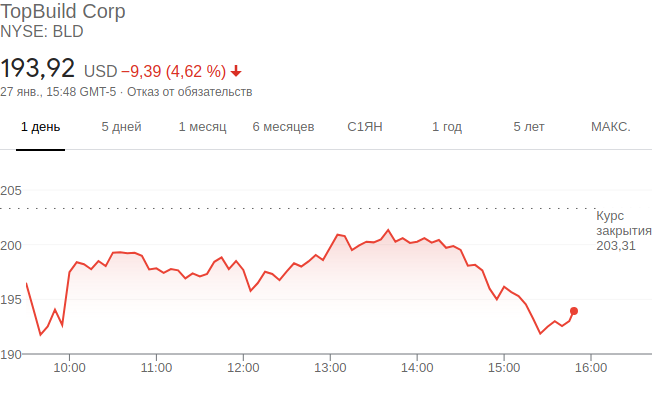 TopBuild Corp
NYSE: BLD
193,92 USD −9,39 (4,62 %)
27 янв., 15:48 GMT-5 · Отказ от обязательств
1 день 5 дней 1 месяц 6 месяцев С1ЯН 1 год 5 лет МАКС.
205
Курс
закрытия
200 203,31
195
190
10:00 11:00 12:00 13:00 14:00 15:00 16:00